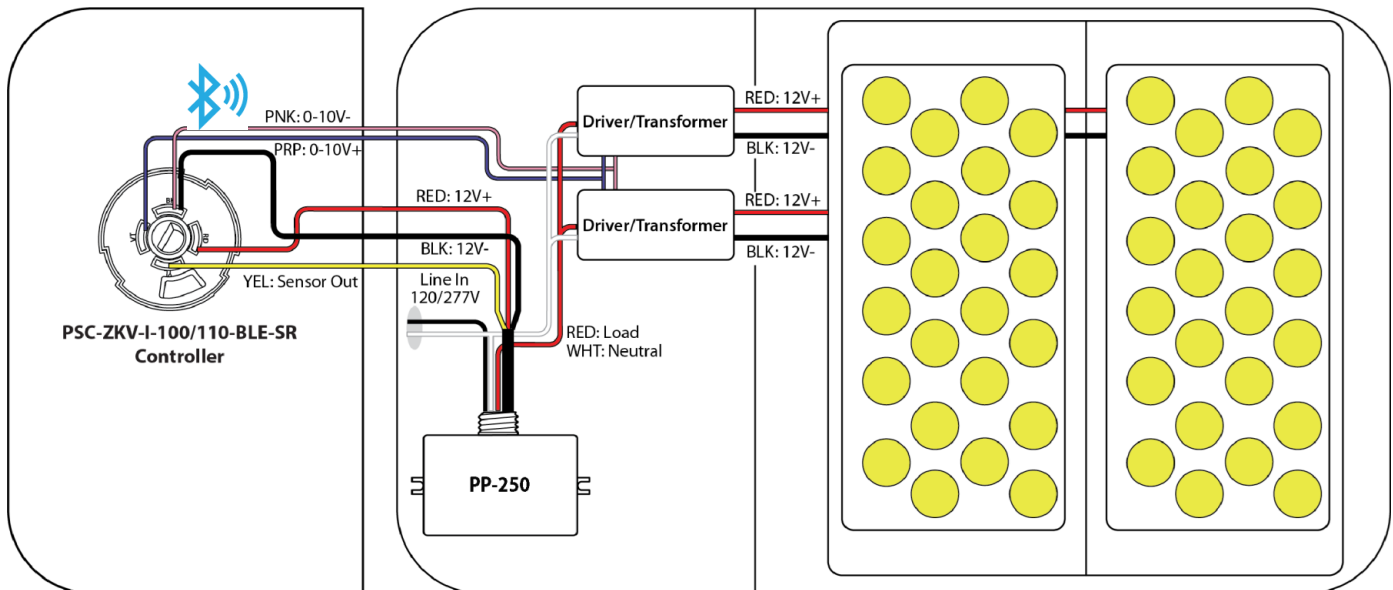 PNK: 0-10V-
PRP: 0-10V+
RED: 12V+
BLK: 12V-
YEL: Sensor Out
Line In
120/277V
PSC-ZKV-I-100/110-BLE-SR
Controller
RD
Driver/Transformer
Driver/Transformer
RED: 12V+
BLK: 12V-
RED: 12V+
BLK: 12V-
RED: Load
WHT: Neutral
PP-250